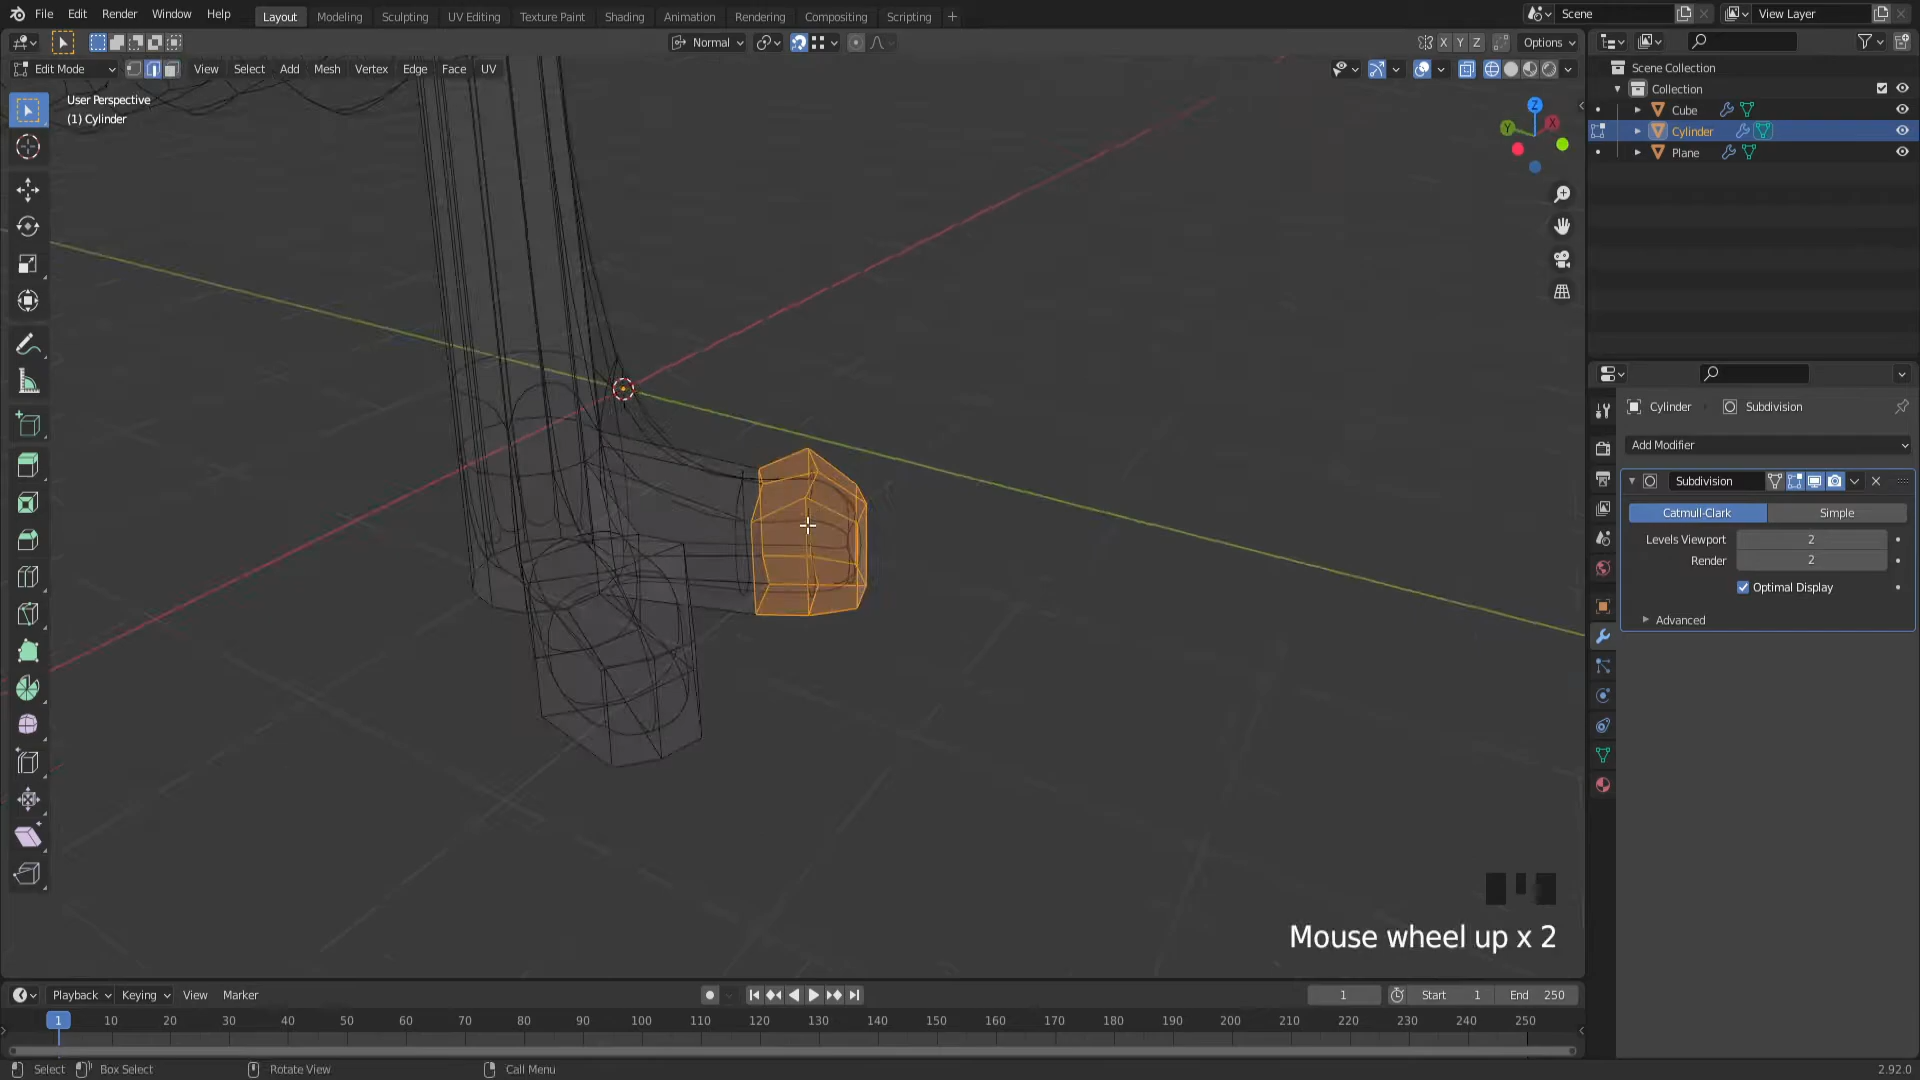 File Edit Render Window Help Layout Modeling Sculpting UV Editing Texture Paint Shading Animation Rendering Compositing Scripting + Scene View Layer
Normal X Y Z Options
Edit Mode View Select Add Mesh Vertex Edge Face UV
User Perspective
(1) Cylinder
Z
Y
X
Scene Collection
Collection
Cube
Cylinder
Plane
Cylinder Subdivision
Add Modifier
Subdivision
Catmull-Clark Simple
Levels Viewport 2
Render 2
Optimal Display
Advanced
Mouse wheel up x 2
Playback Keying View Marker 1 Start 1 End 250
1 10 20 30 40 50 60 70 80 90 100 110 120 130 140 150 160 170 180 190 200 210 220 230 240 250
Select Box Select Rotate View Call Menu 2.92.0